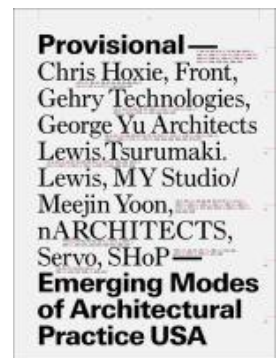 Provisional—
Chris Hoxie, Front,
Gehry Technologies,
George Yu Architects
Lewis.Tsurumaki.
Lewis, MY Studio/
Meejin Yoon,
nARCHITECTS,
Servo, SHoP—
Emerging Modes
of Architectural
Practice USA